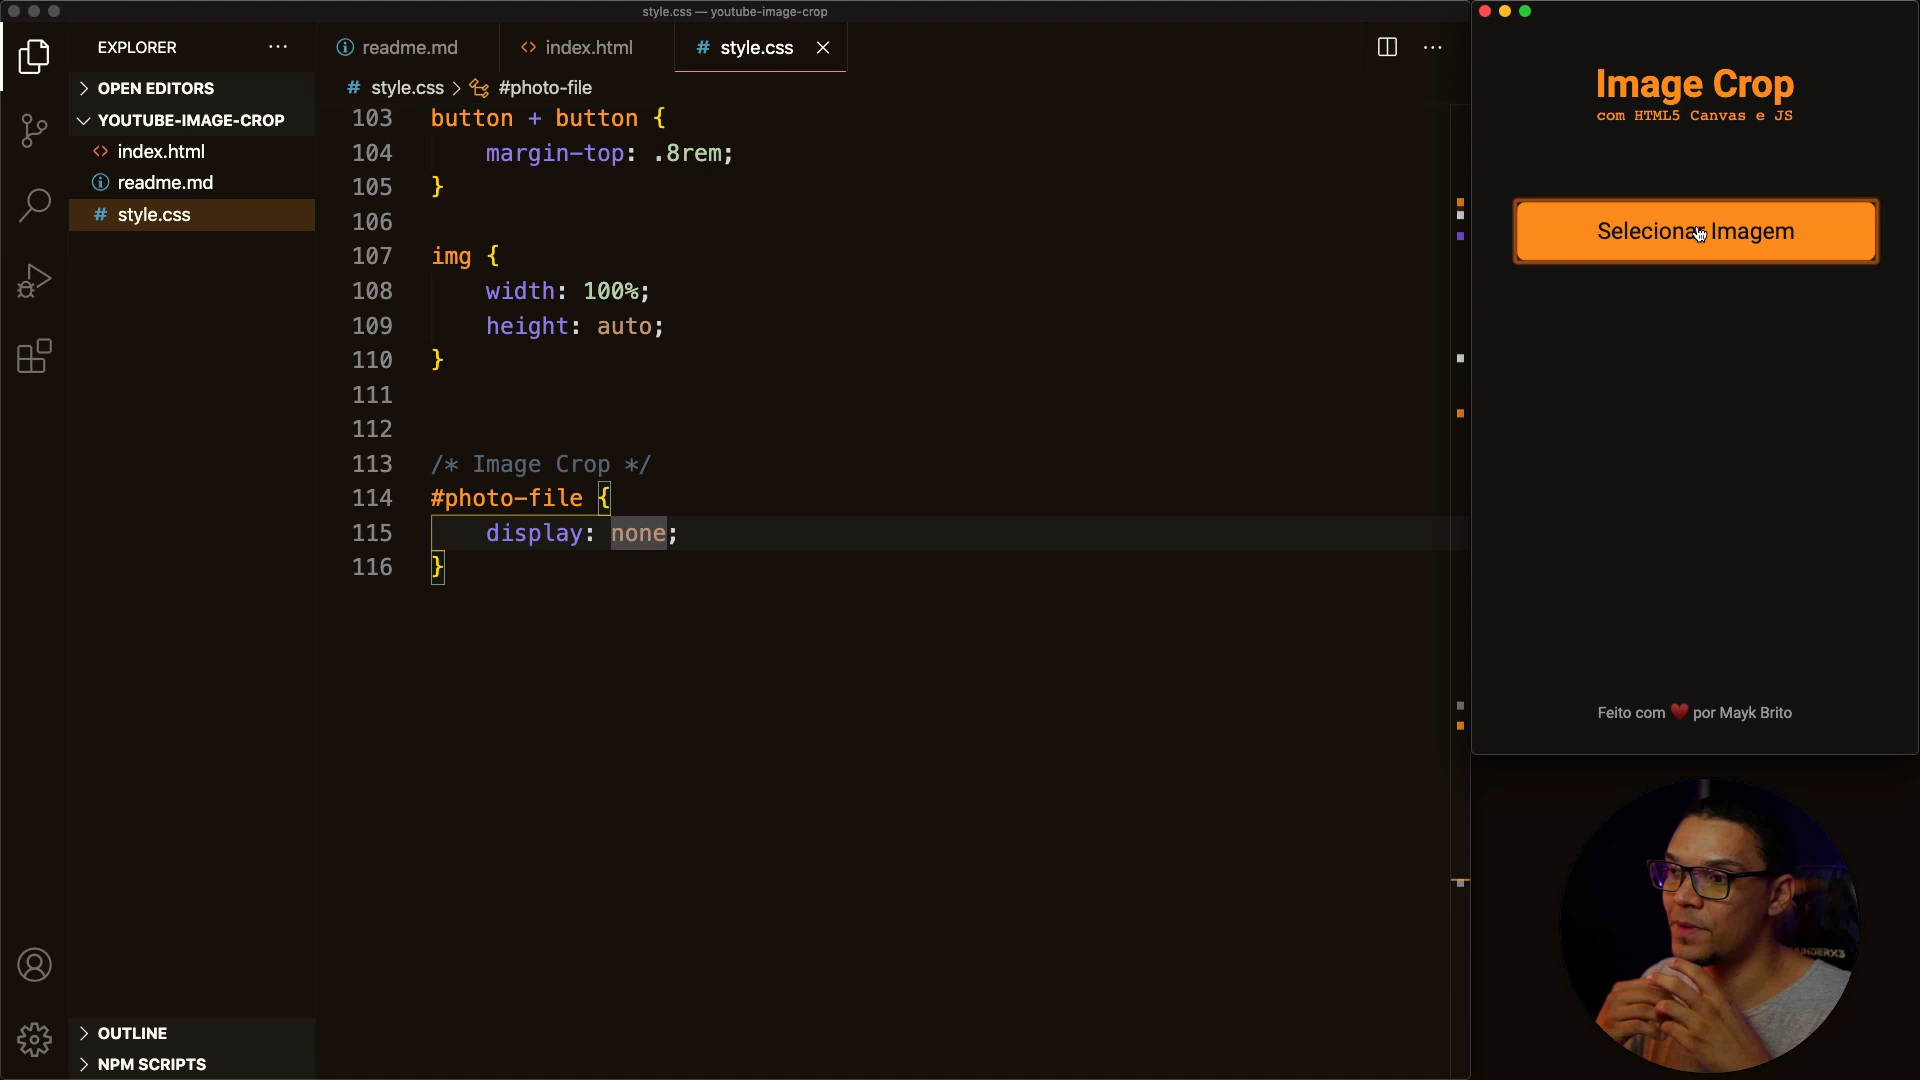 style.css — youtube-image-crop
EXPLORER
OPEN EDITORS
YOUTUBE-IMAGE-CROP
index.html
readme.md
# style.css
OUTLINE
NPM SCRIPTS
readme.md
index.html
# style.css
# style.css > #photo-file
103 button + button {
104 margin-top: .8rem;
105 }
106
107 img {
108 width: 100%;
109 height: auto;
110 }
111
112
113 /* Image Crop */
114 #photo-file {
115 display: none;
116 }
Image Crop
com HTML5 Canvas e JS
Selecionar Imagem
Feito com ❤️ por Mayk Brito